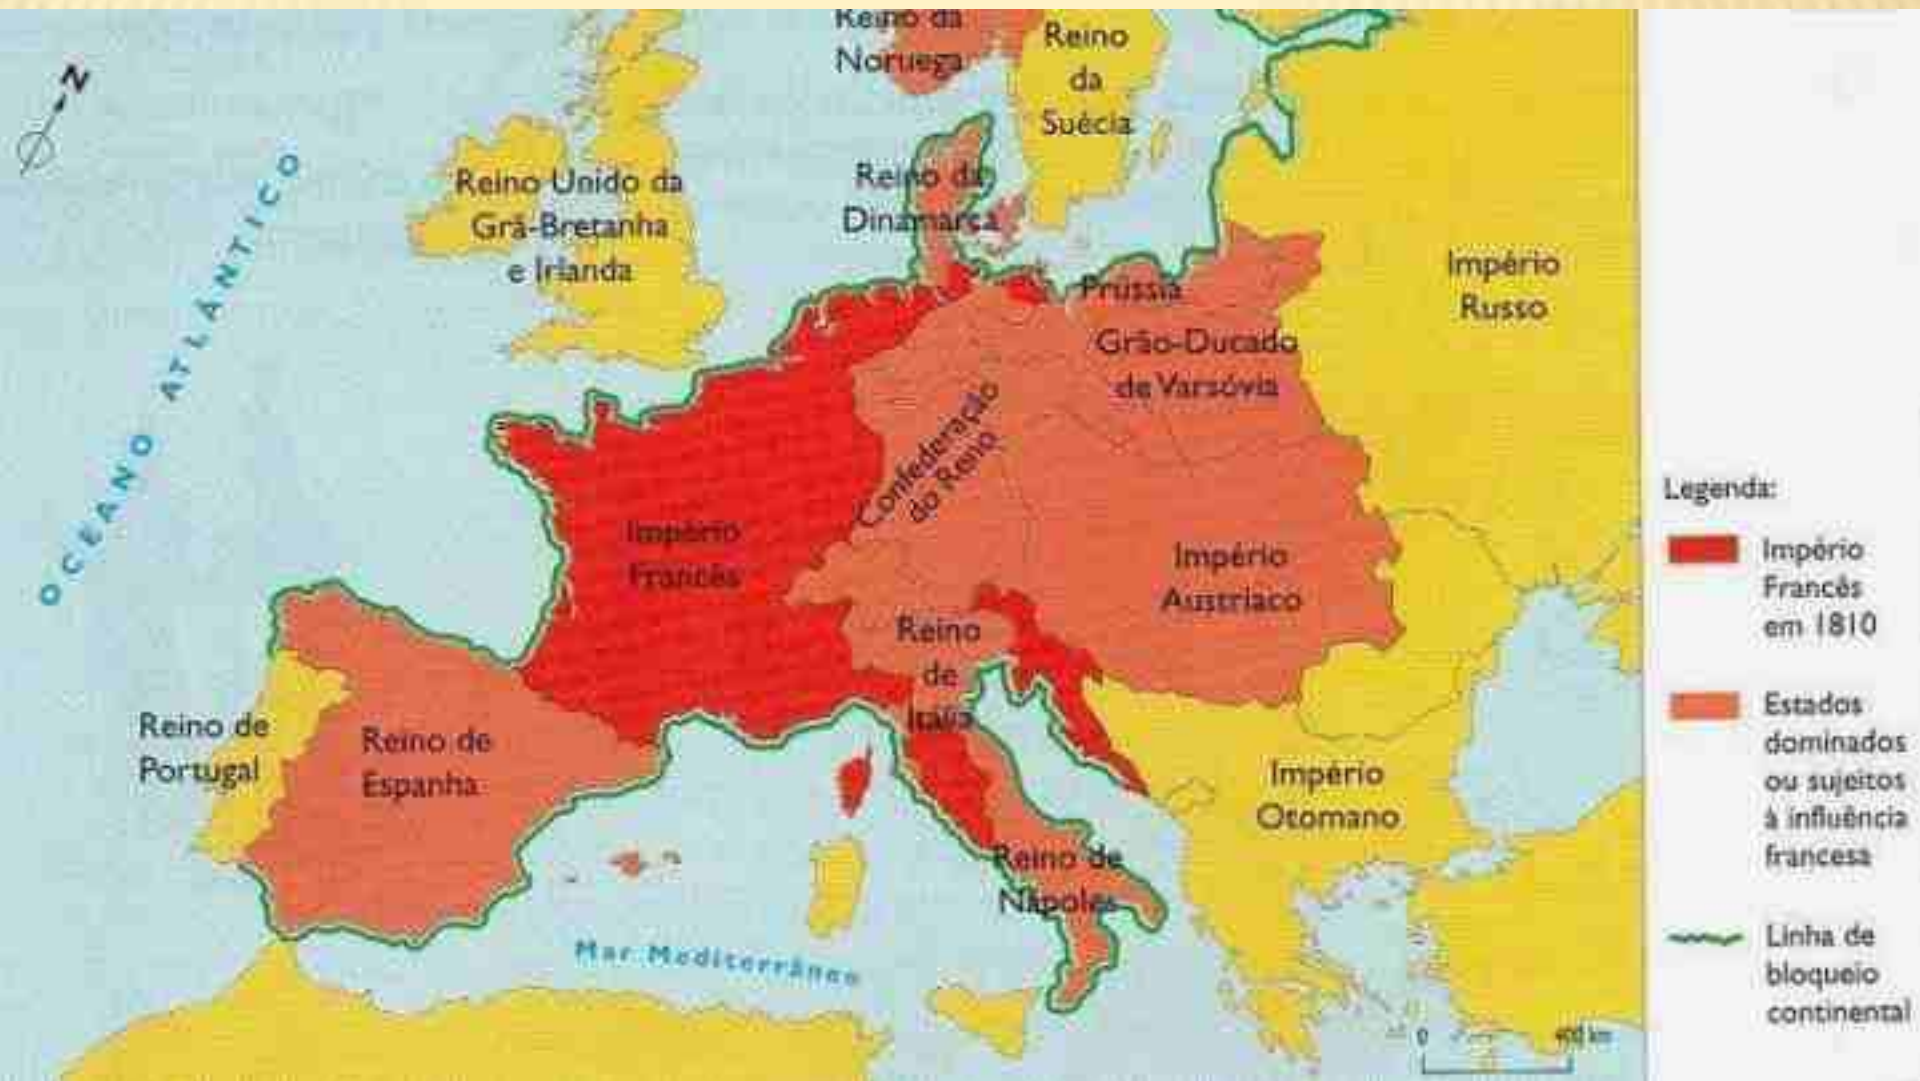 N
OCEANO ATLÂNTICO
Reino da
Noruega
Reino
da
Suécia
Reino Unido da
Grã-Bretanha
e Irlanda
Reino da
Dinamarca
Prússia
Grão-Ducado
de Varsóvia
Império
Russo
Confederação
do Reno
Império
Francês
Império
Austríaco
Reino
de
Itália
Reino de
Portugal
Reino de
Espanha
Império
Otomano
Reino de
Nápoles
Mar Mediterrâneo
0 400 km
Legenda:
Império
Francês
em 1810
Estados
dominados
ou sujeitos
à influência
francesa
Linha de
bloqueio
continental